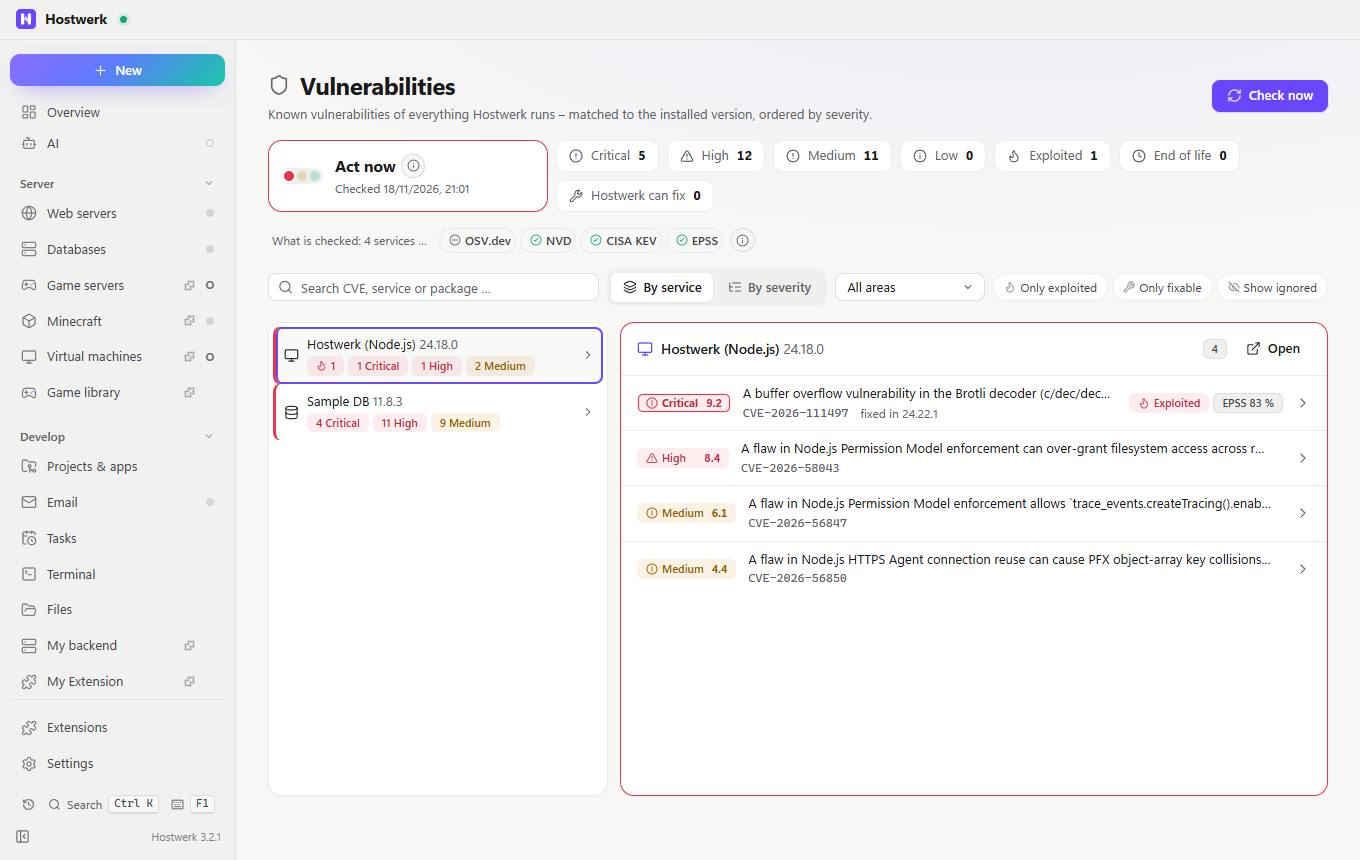 Hostwerk
New
Overview
AI
Server
Web servers
Databases
Game servers
Minecraft
Virtual machines
Game library
Develop
Projects & apps
Email
Tasks
Terminal
Files
My backend
My Extension
Extensions
Settings
Search Ctrl K F1
Hostwerk 3.2.1
Vulnerabilities
Known vulnerabilities of everything Hostwerk runs – matched to the installed version, ordered by severity.
Check now
Act now
Checked 18/11/2026, 21:01
Critical 5 High 12 Medium 11 Low 0 Exploited 1 End of life 0
Hostwerk can fix 0
What is checked: 4 services ... OSV.dev NVD CISA KEV EPSS
Search CVE, service or package ... By service By severity All areas Only exploited Only fixable Show ignored
Hostwerk (Node.js) 24.18.0
1 1 Critical 1 High 2 Medium
Sample DB 11.8.3
4 Critical 11 High 9 Medium
Hostwerk (Node.js) 24.18.0 4 Open
Critical 9.2 A buffer overflow vulnerability in the Brotli decoder (c/dec/dec... Exploited EPSS 83 %
CVE-2026-111497 fixed in 24.22.1
High 8.4 A flaw in Node.js Permission Model enforcement can over-grant filesystem access across r...
CVE-2026-58043
Medium 6.1 A flaw in Node.js Permission Model enforcement allows `trace_events.createTracing().enab...
CVE-2026-56847
Medium 4.4 A flaw in Node.js HTTPS Agent connection reuse can cause PFX object-array key collisions...
CVE-2026-56850